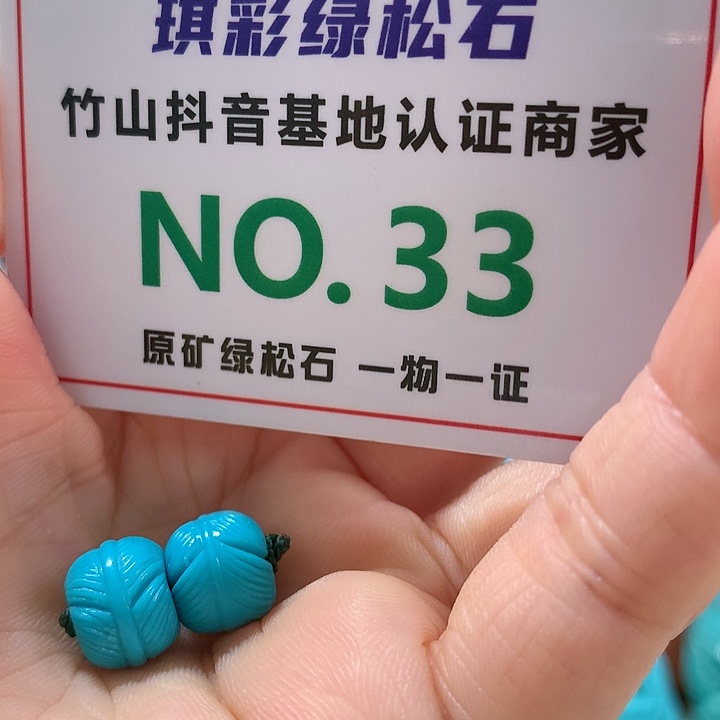 琪彩绿松石
竹山抖音基地认证商家
NO. 33
原矿绿松石 一物一证